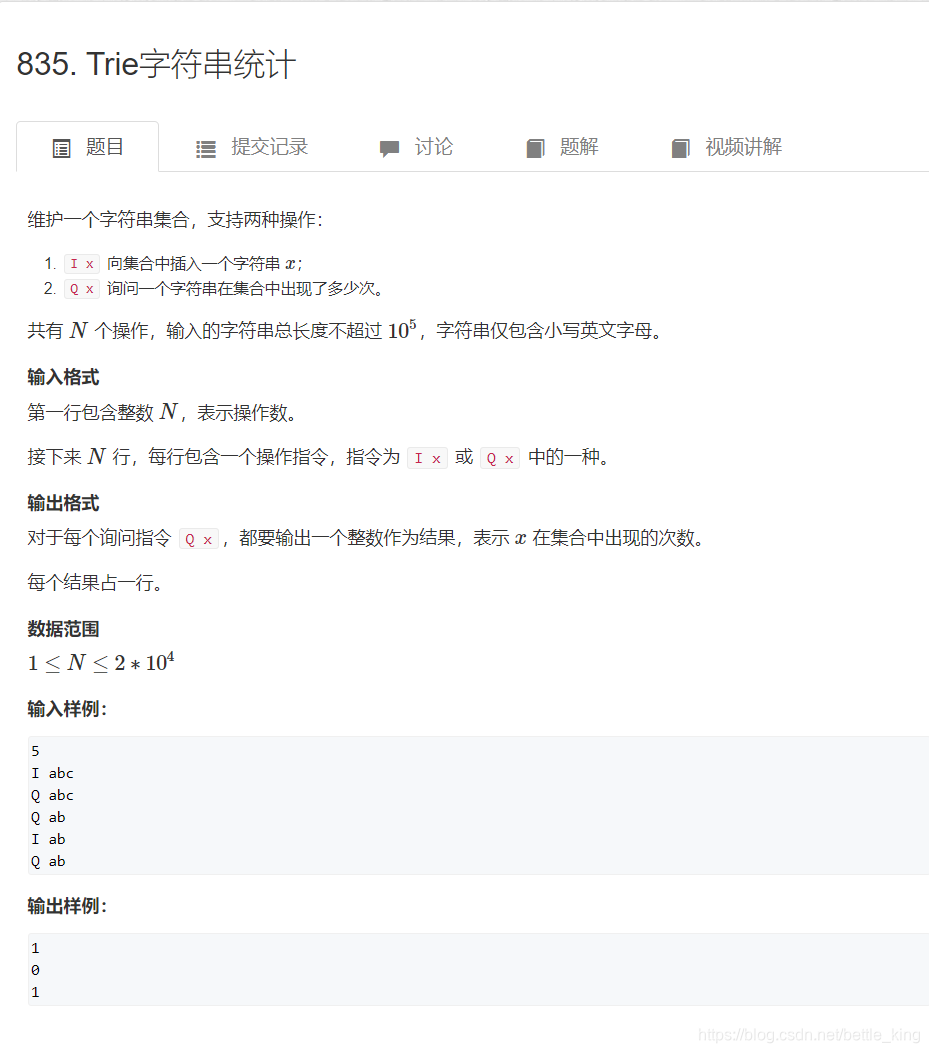 835. Trie字符串统计
题目 提交记录 讨论 题解 视频讲解
维护一个字符串集合，支持两种操作：
1. I x 向集合中插入一个字符串 x；
2. Q x 询问一个字符串在集合中出现了多少次。
共有 N 个操作，输入的字符串总长度不超过 10⁵，字符串仅包含小写英文字母。
输入格式
第一行包含整数 N，表示操作数。
接下来 N 行，每行包含一个操作指令，指令为 I x 或 Q x 中的一种。
输出格式
对于每个询问指令 Q x，都要输出一个整数作为结果，表示 x 在集合中出现的次数。
每个结果占一行。
数据范围
1 ≤ N ≤ 2 * 10⁴
输入样例：
5
I abc
Q abc
Q ab
I ab
Q ab
输出样例：
1
0
1
https://blog.csdn.net/bettle_king